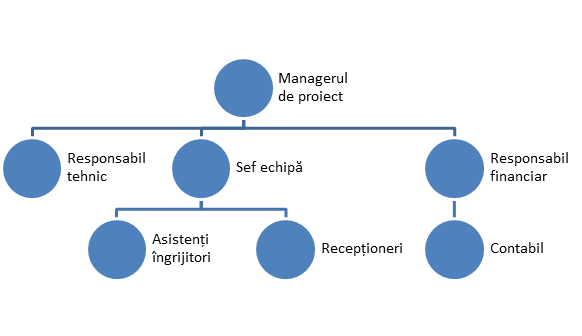 Managerul
de proiect
Responsabil
tehnic
Sef echipă
Responsabil
financiar
Asistenți
îngrijitori
Recepționeri
Contabil